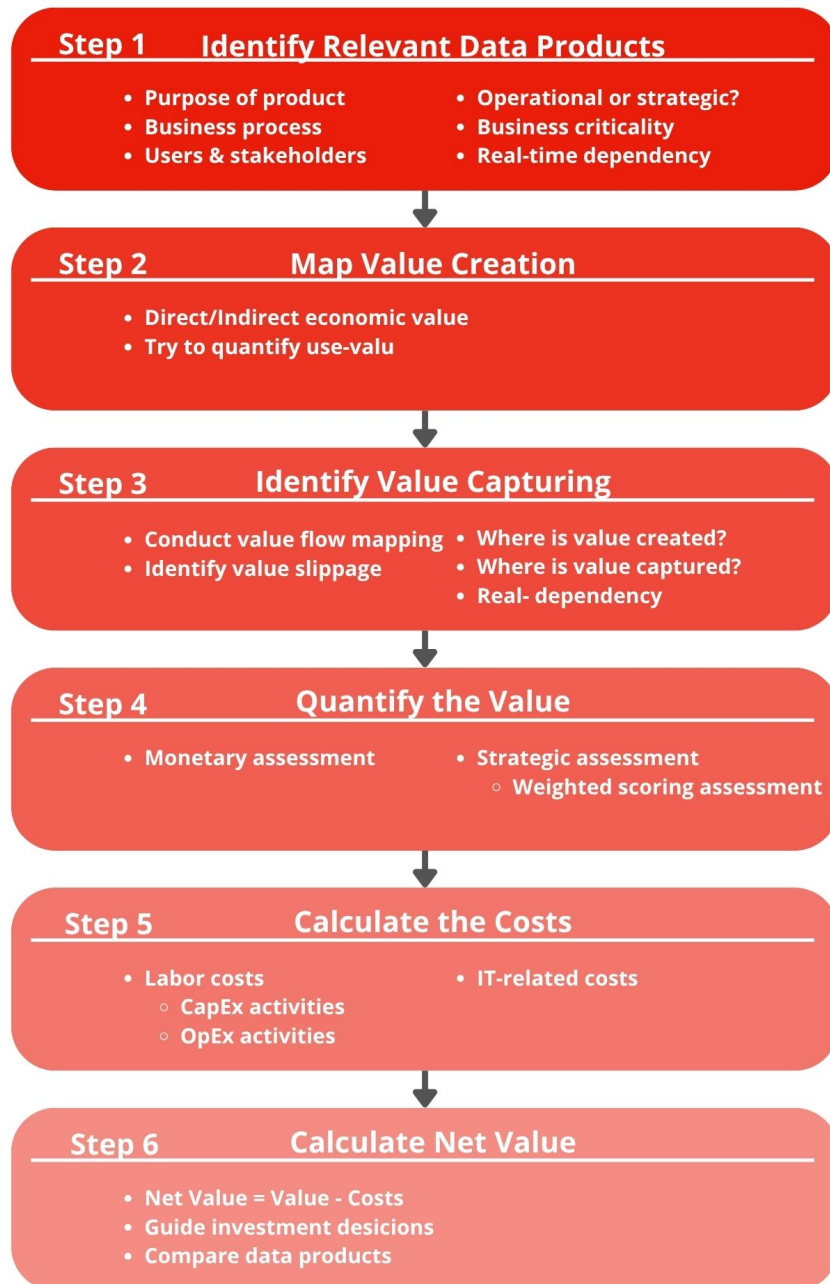 Step 1 Identify Relevant Data Products
• Purpose of product
• Business process
• Users & stakeholders
• Operational or strategic?
• Business criticality
• Real-time dependency
Step 2 Map Value Creation
• Direct/Indirect economic value
• Try to quantify use-valu
Step 3 Identify Value Capturing
• Conduct value flow mapping
• Identify value slippage
• Where is value created?
• Where is value captured?
• Real- dependency
Step 4 Quantify the Value
• Monetary assessment
• Strategic assessment
◦ Weighted scoring assessment
Step 5 Calculate the Costs
• Labor costs
◦ CapEx activities
◦ OpEx activities
• IT-related costs
Step 6 Calculate Net Value
• Net Value = Value - Costs
• Guide investment desicions
• Compare data products